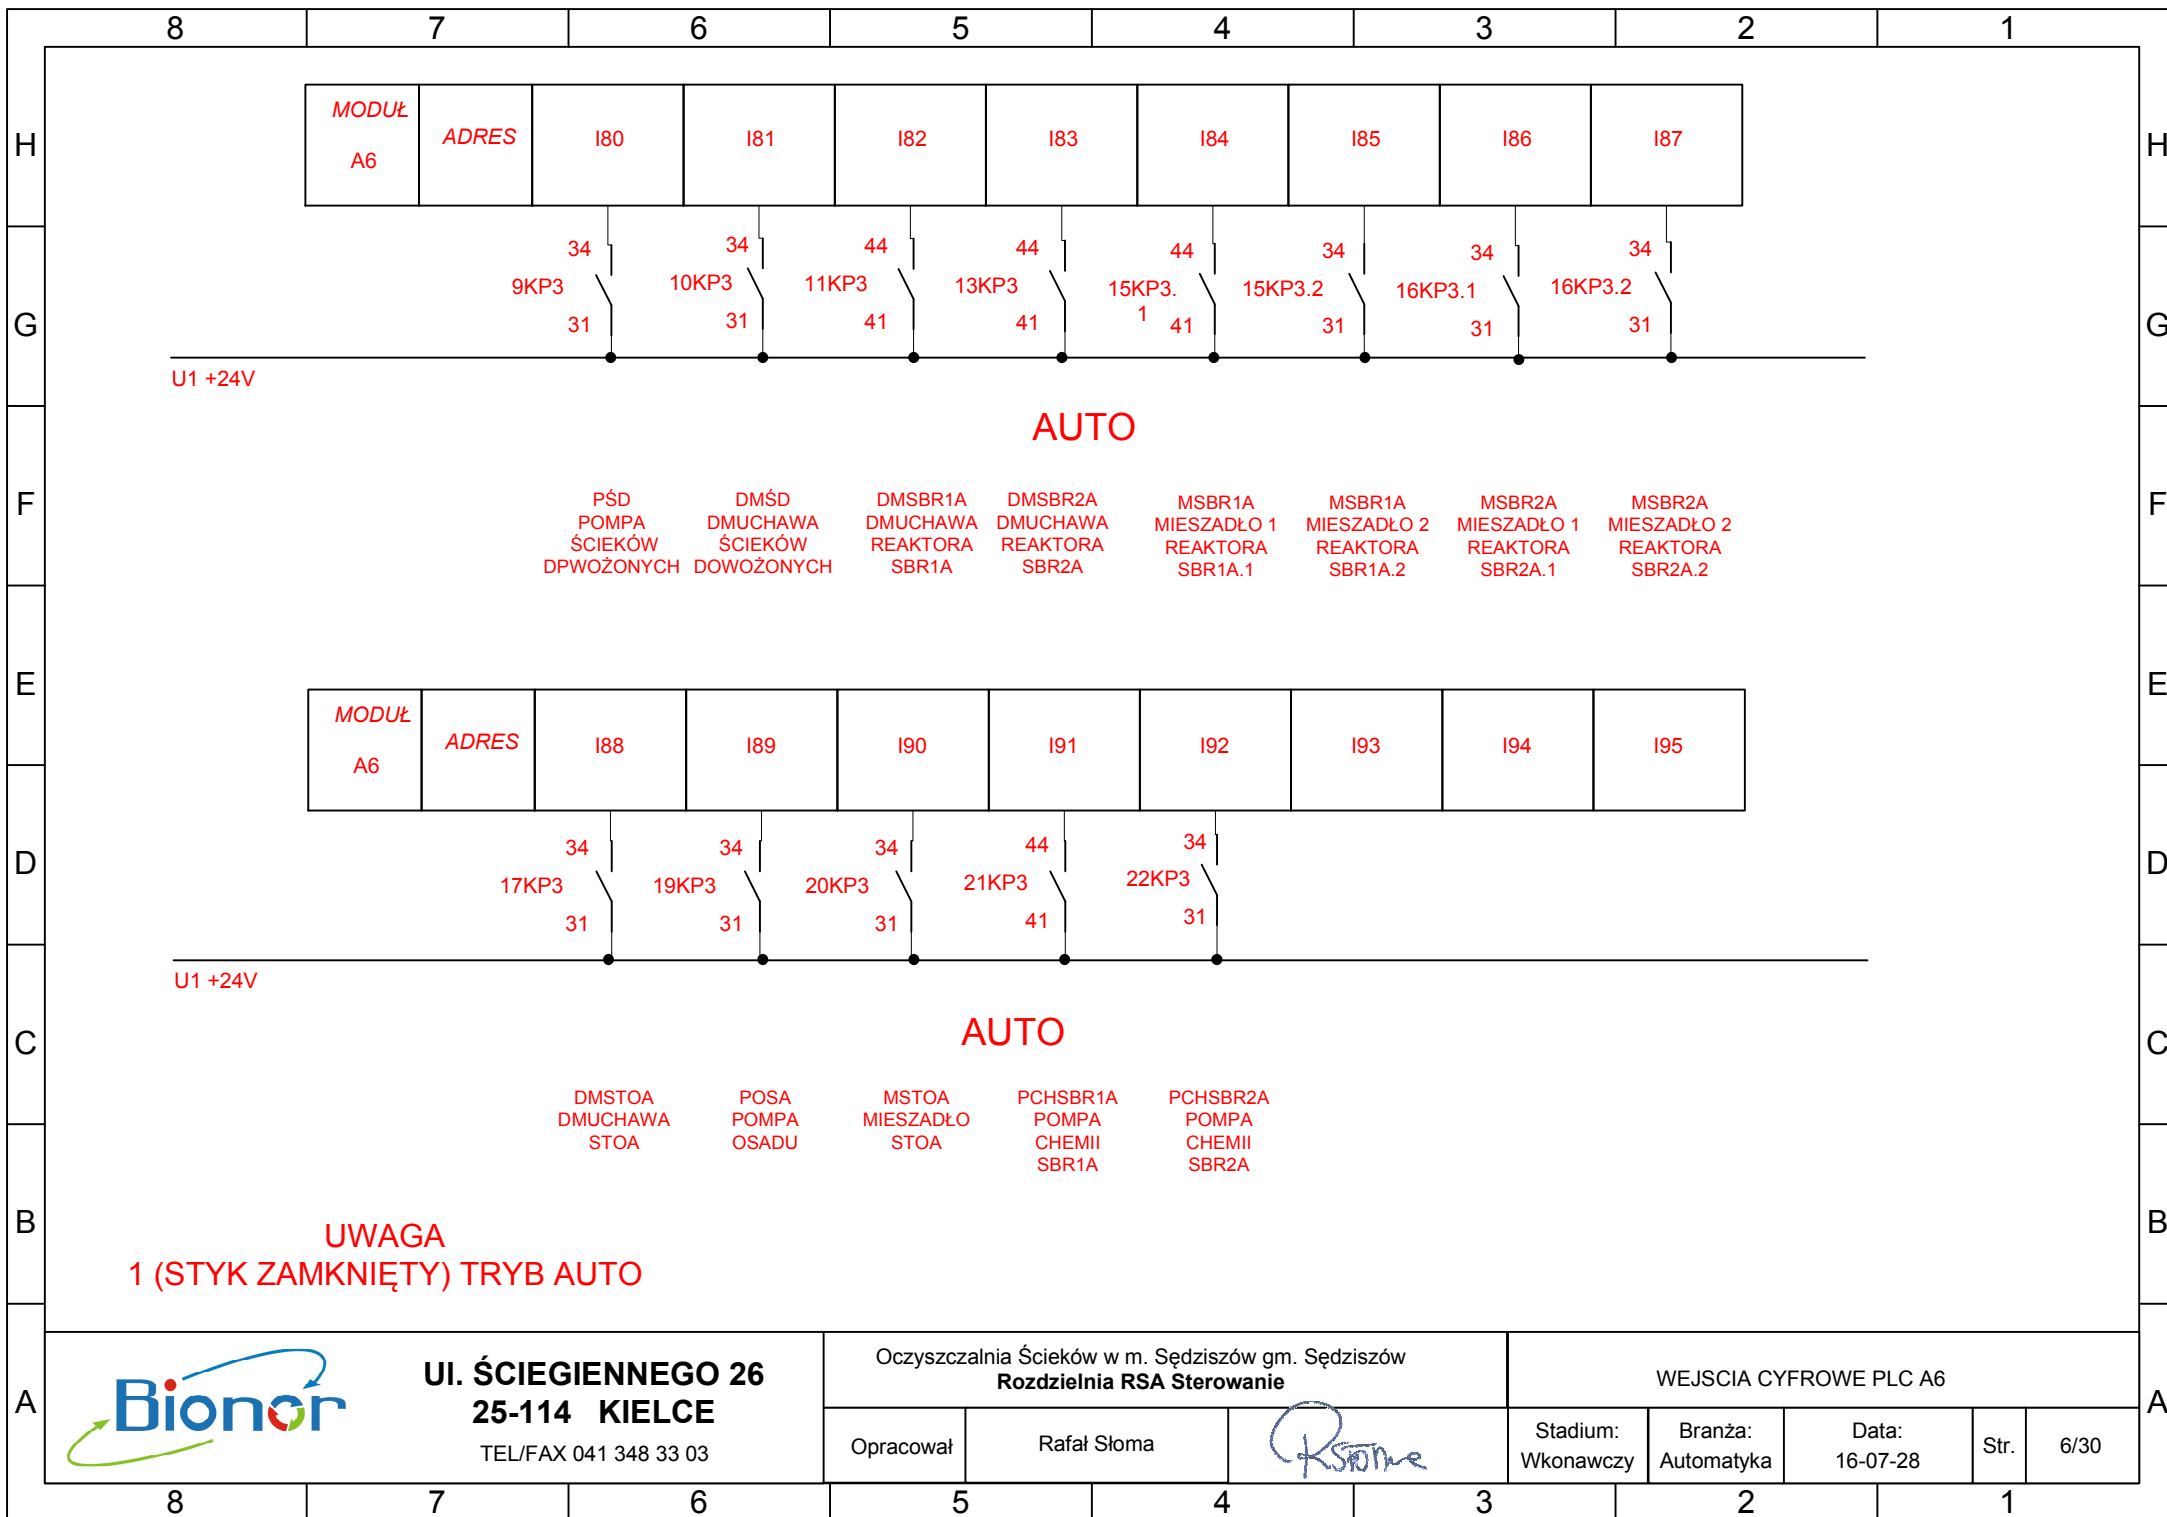 8 7 6 5 4 3 2 1
H H
MODUŁ
A6
ADRES
I80 I81 I82 I83 I84 I85 I86 I87
G G
34 34 44 44 44 34 34 34
9KP3 10KP3 11KP3 13KP3 15KP3. 15KP3.2 16KP3.1 16KP3.2
1
31 31 41 41 41 31 31 31
U1 +24V
AUTO
F F
PŚD DMŚD DMSBR1A DMSBR2A MSBR1A MSBR1A MSBR2A MSBR2A
POMPA DMUCHAWA DMUCHAWA DMUCHAWA MIESZADŁO 1 MIESZADŁO 2 MIESZADŁO 1 MIESZADŁO 2
ŚCIEKÓW ŚCIEKÓW REAKTORA REAKTORA REAKTORA REAKTORA REAKTORA REAKTORA
DPWOŻONYCH DOWOŻONYCH SBR1A SBR2A SBR1A.1 SBR1A.2 SBR2A.1 SBR2A.2
E E
MODUŁ
A6
ADRES
I88 I89 I90 I91 I92 I93 I94 I95
D D
34 34 34 44 34
17KP3 19KP3 20KP3 21KP3 22KP3
31 31 31 41 31
U1 +24V
AUTO
C C
DMSTOA POSA MSTOA PCHSBR1A PCHSBR2A
DMUCHAWA POMPA MIESZADŁO POMPA POMPA
STOA OSADU STOA CHEMII CHEMII
SBR1A SBR2A
B B
UWAGA
1 (STYK ZAMKNIĘTY) TRYB AUTO
A A
Bionor
Ul. ŚCIEGIENNEGO 26
25-114 KIELCE
TEL/FAX 041 348 33 03
Oczyszczalnia Ścieków w m. Sędziszów gm. Sędziszów
Rozdzielnia RSA Sterowanie
Opracował
Rafał Słoma
RSłoma
WEJSCIA CYFROWE PLC A6
Stadium:
Wkonawczy
Branża:
Automatyka
Data:
16-07-28
Str.
6/30
8 7 6 5 4 3 2 1